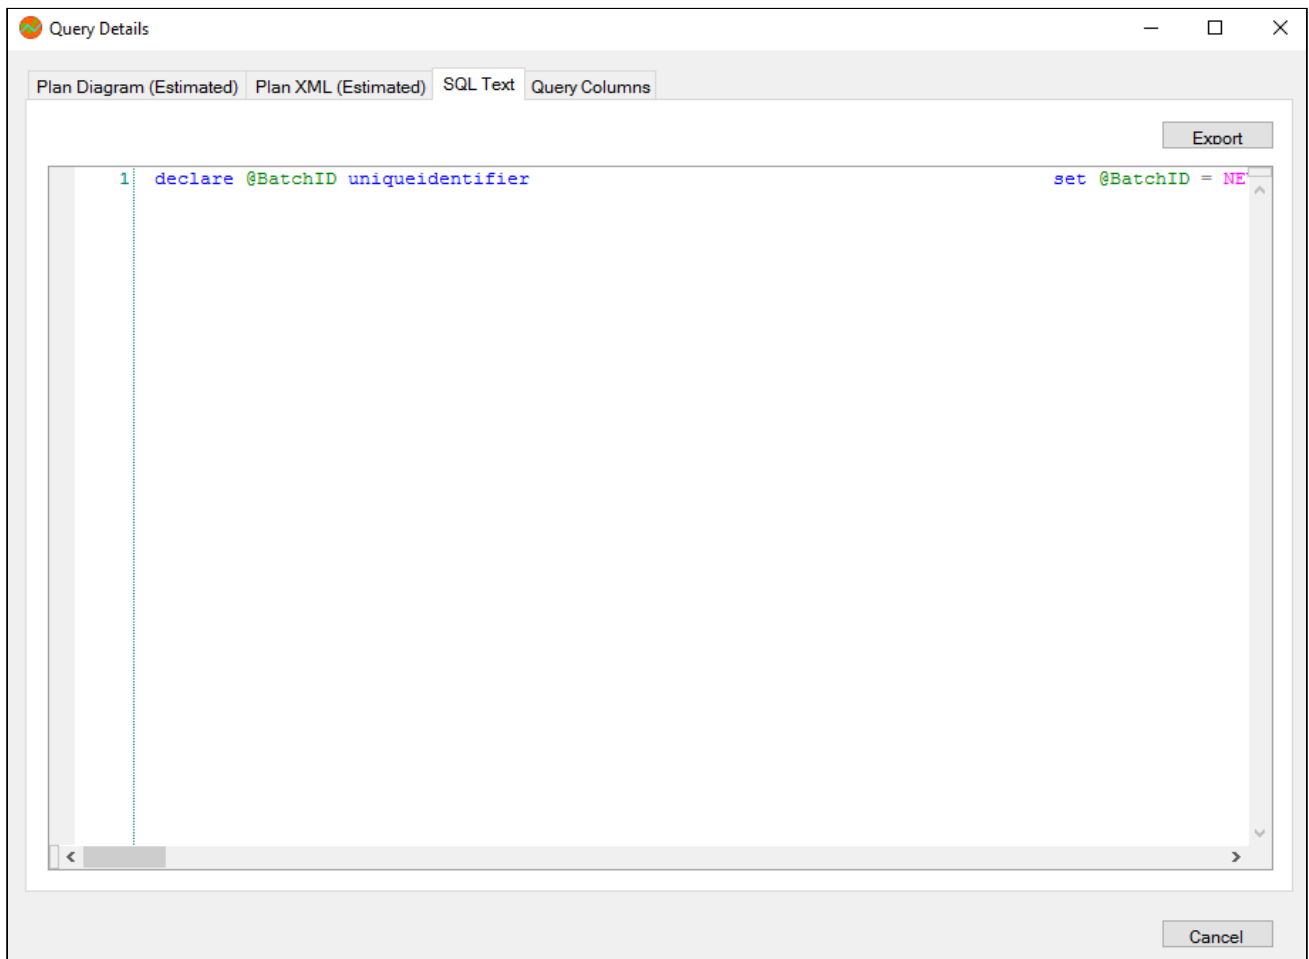 Query Details
Plan Diagram (Estimated) Plan XML (Estimated) SQL Text Query Columns
Export
1 declare @BatchID uniqueidentifier set @BatchID = NE
Cancel